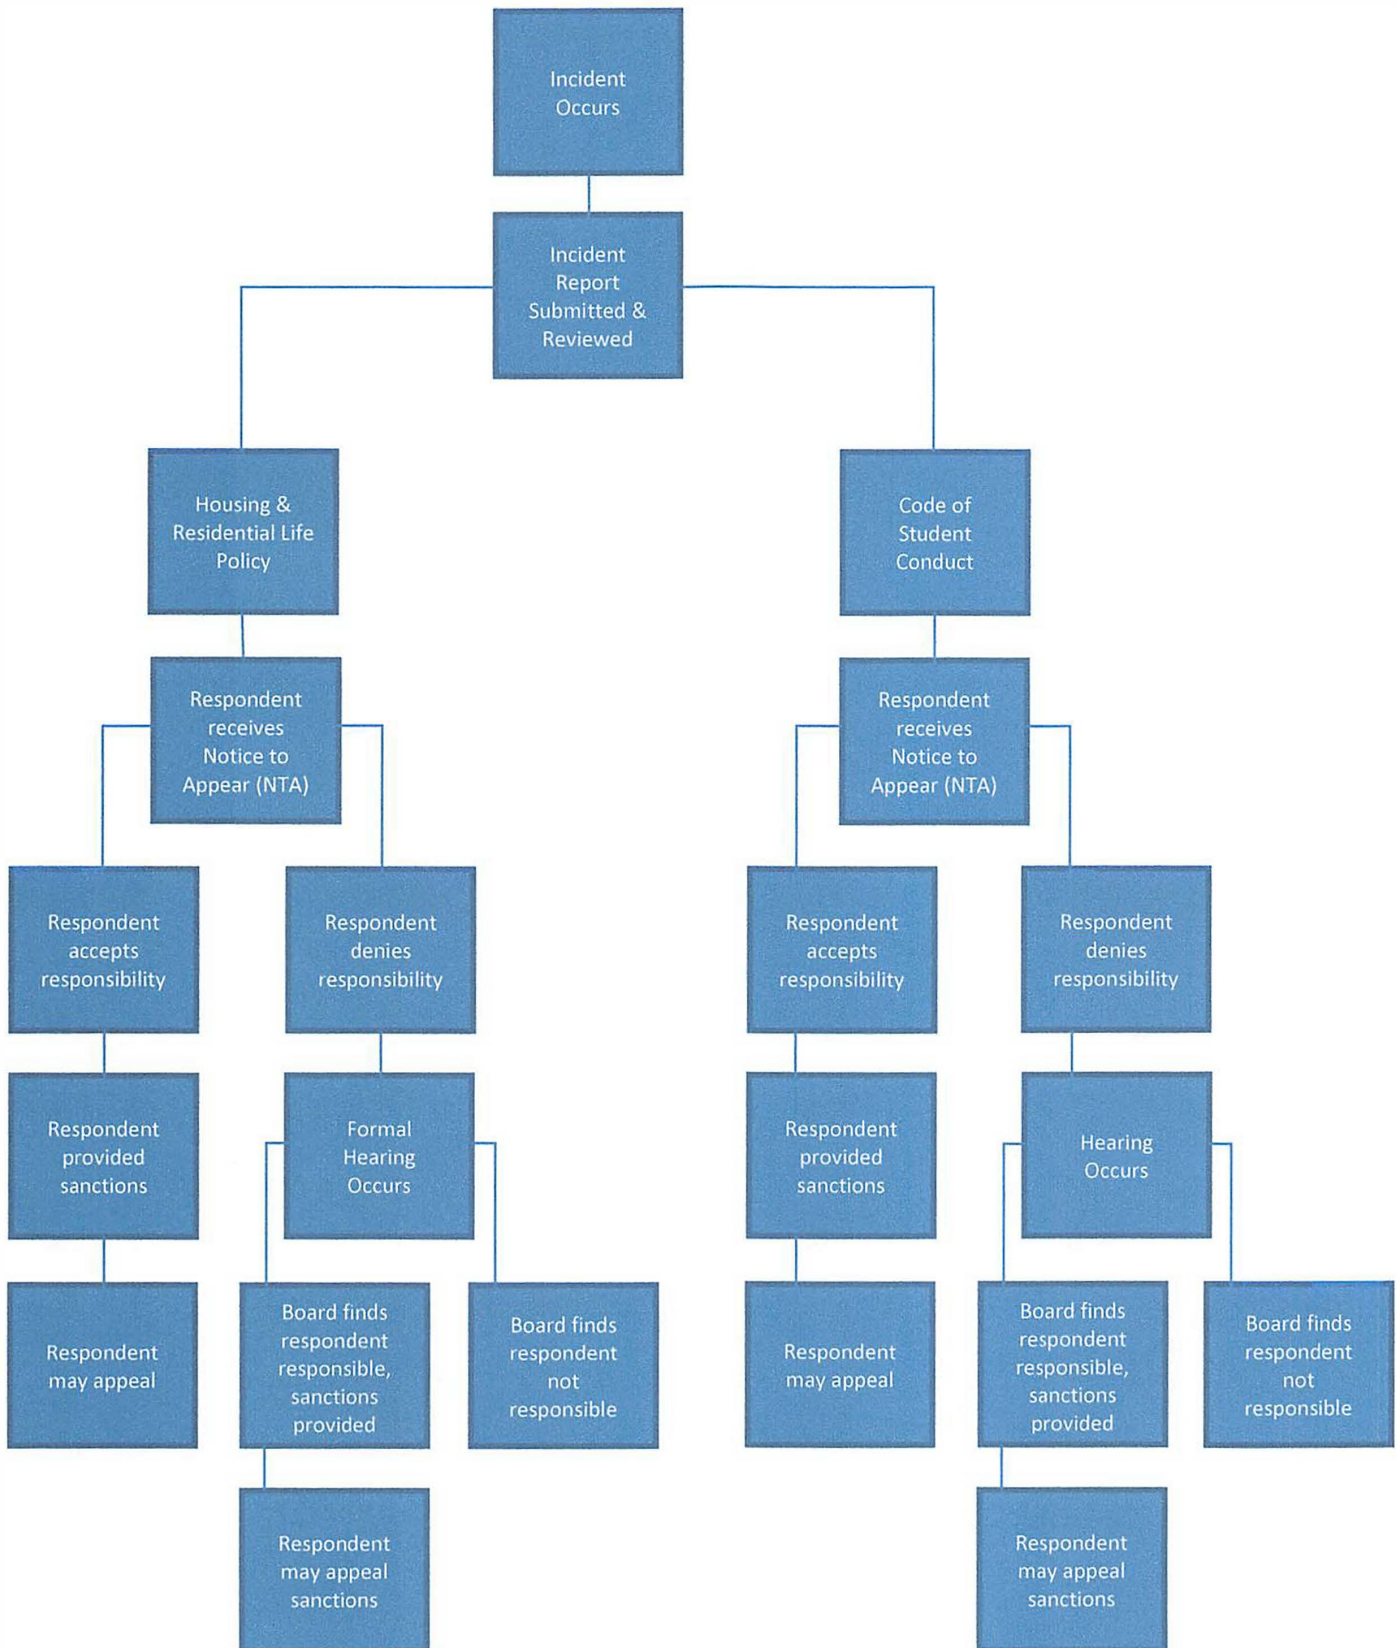 Incident
Occurs
Incident
Report
Submitted &
Reviewed
Housing &
Residential Life
Policy
Code of
Student
Conduct
Respondent
receives
Notice to
Appear (NTA)
Respondent
receives
Notice to
Appear (NTA)
Respondent
accepts
responsibility
Respondent
denies
responsibility
Respondent
accepts
responsibility
Respondent
denies
responsibility
Respondent
provided
sanctions
Formal
Hearing
Occurs
Respondent
provided
sanctions
Hearing
Occurs
Respondent
may appeal
Board finds
respondent
responsible,
sanctions
provided
Board finds
respondent
not
responsible
Respondent
may appeal
Board finds
respondent
responsible,
sanctions
provided
Board finds
respondent
not
responsible
Respondent
may appeal
sanctions
Respondent
may appeal
sanctions